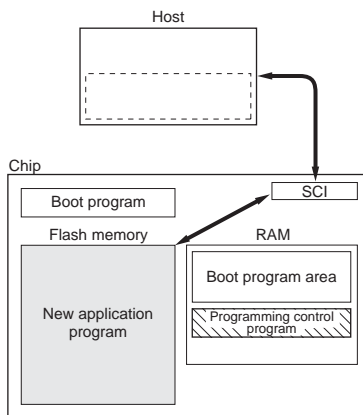 Host
Chip
SCI
Boot program
Flash memory
RAM
New application
program
Boot program area
Programming control
program